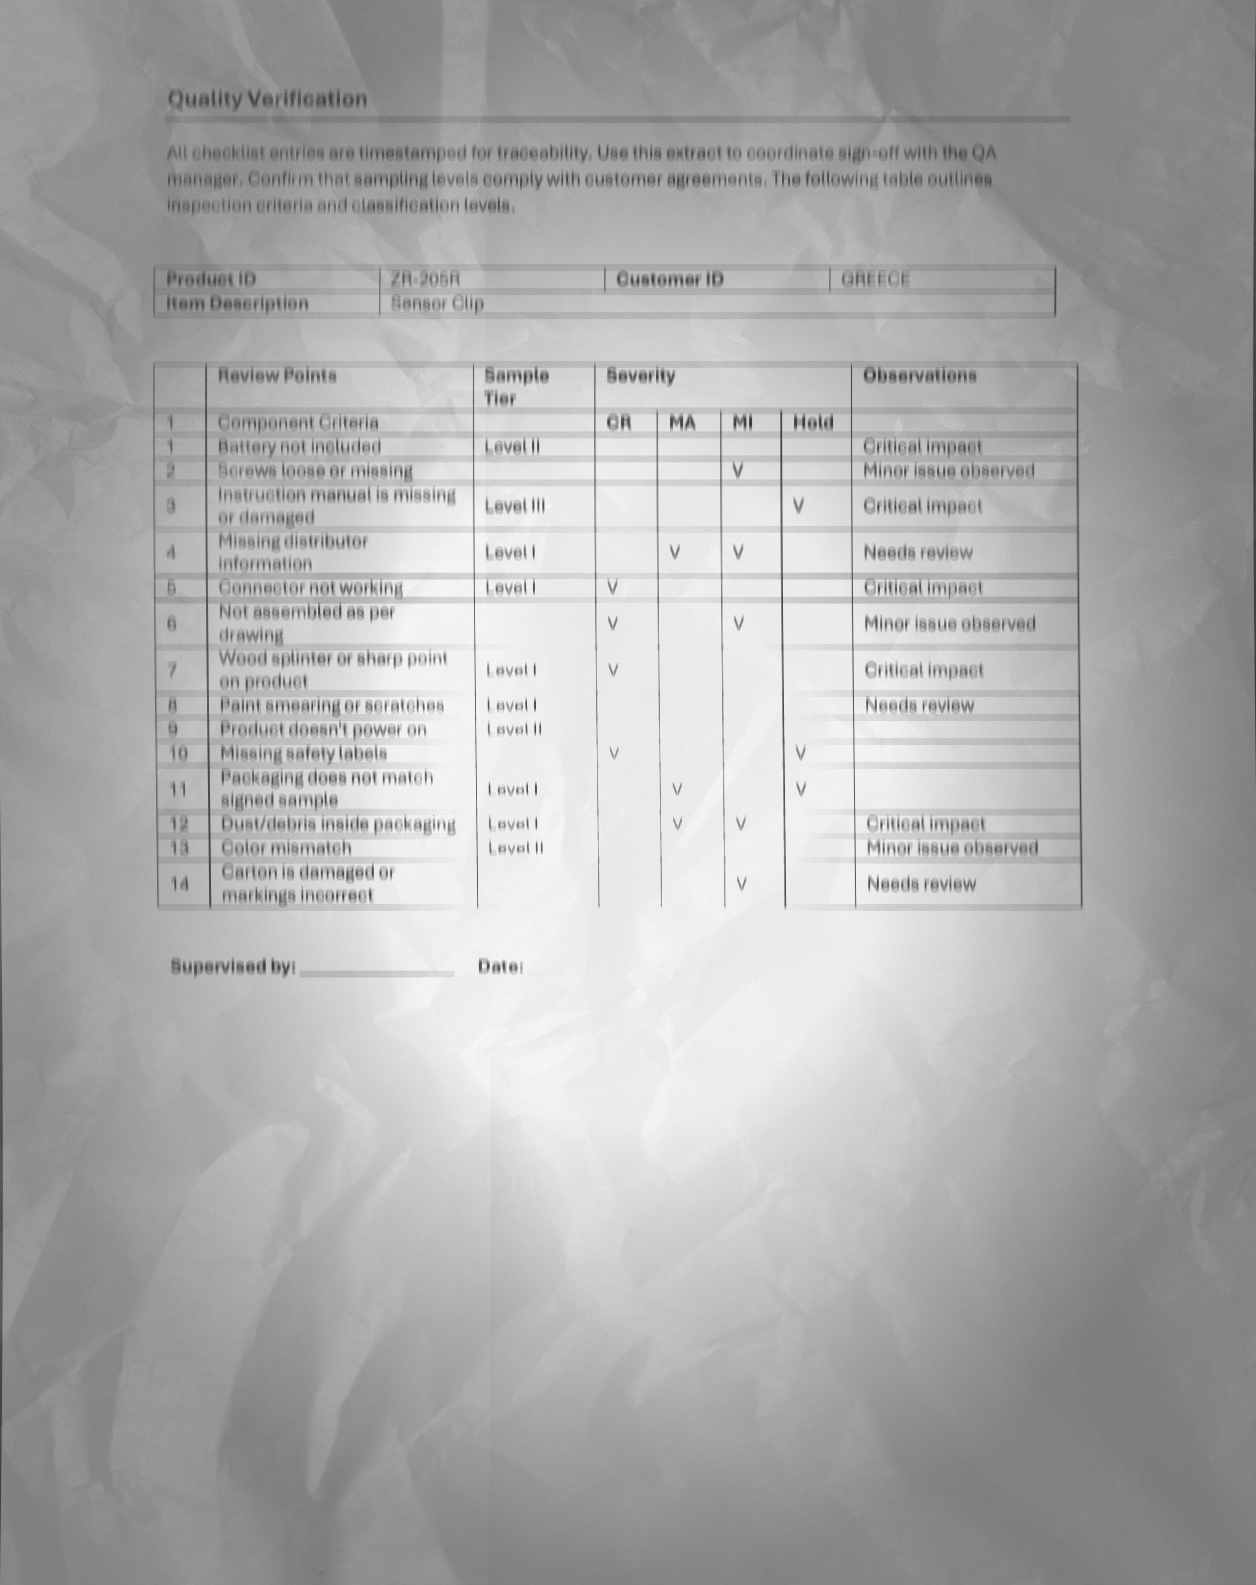 Quality Verification
All checklist entries are timestamped for traceability. Use this extract to coordinate sign-off with the QA
manager. Confirm that sampling levels comply with customer agreements. The following table outlines
inspection criteria and classification levels.
Product ID ZR-205R Customer ID GREECE
Item Description Sensor Clip
Review Points Sample Tier Severity Observations
1 Component Criteria CR MA MI Hold
1 Battery not included Level II Critical impact
2 Screws loose or missing V Minor issue observed
3 Instruction manual is missing or damaged Level III V Critical impact
4 Missing distributor information Level I V V Needs review
5 Connector not working Level I V Critical impact
6 Not assembled as per drawing V V Minor issue observed
7 Wood splinter or sharp point on product Level I V Critical impact
8 Paint smearing or scratches Level I Needs review
9 Product doesn't power on Level II
10 Missing safety labels V V
11 Packaging does not match signed sample Level I V V
12 Dust/debris inside packaging Level I V V Critical impact
13 Color mismatch Level II Minor issue observed
14 Carton is damaged or markings incorrect V Needs review
Supervised by: Date: